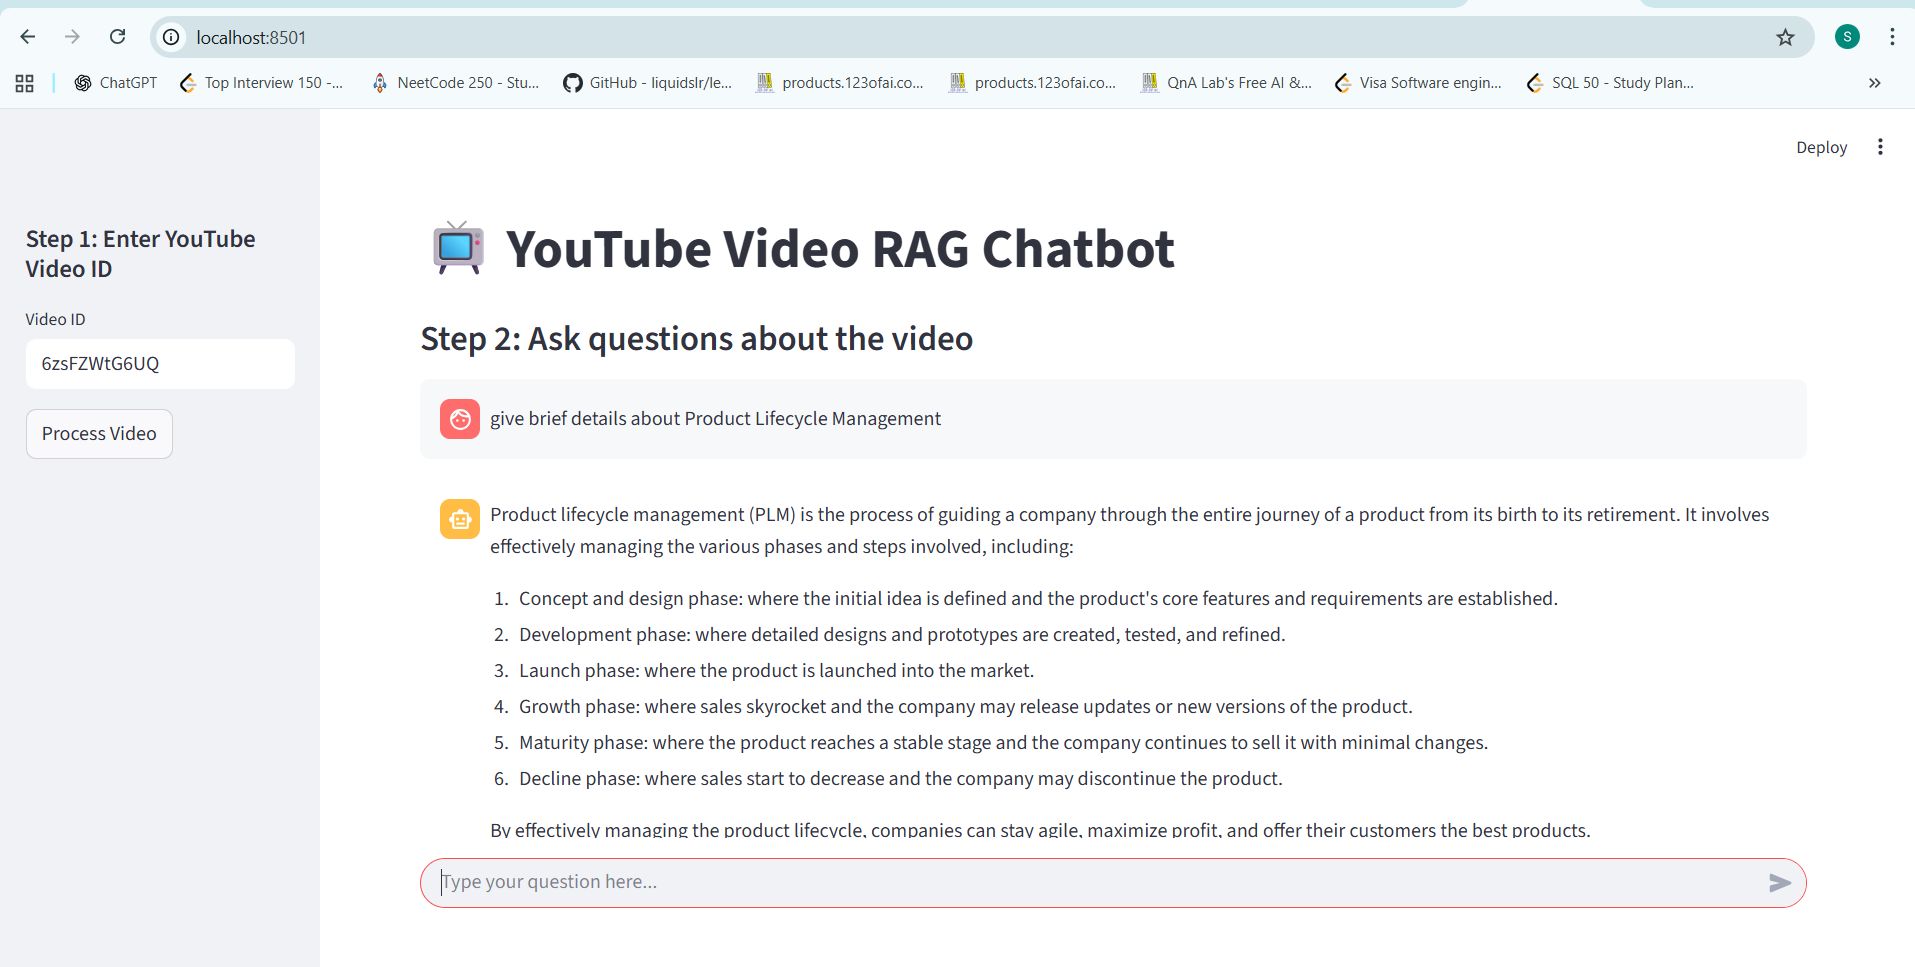 localhost:8501
S
ChatGPT
Top Interview 150 -...
NeetCode 250 - Stu...
GitHub - liquidslr/le...
products.123ofai.co...
products.123ofai.co...
QnA Lab's Free AI &...
Visa Software engin...
SQL 50 - Study Plan...
Deploy
Step 1: Enter YouTube
Video ID
Video ID
6zsFZWtG6UQ
Process Video
YouTube Video RAG Chatbot
Step 2: Ask questions about the video
give brief details about Product Lifecycle Management
Product lifecycle management (PLM) is the process of guiding a company through the entire journey of a product from its birth to its retirement. It involves
effectively managing the various phases and steps involved, including:
1. Concept and design phase: where the initial idea is defined and the product's core features and requirements are established.
2. Development phase: where detailed designs and prototypes are created, tested, and refined.
3. Launch phase: where the product is launched into the market.
4. Growth phase: where sales skyrocket and the company may release updates or new versions of the product.
5. Maturity phase: where the product reaches a stable stage and the company continues to sell it with minimal changes.
6. Decline phase: where sales start to decrease and the company may discontinue the product.
By effectively managing the product lifecycle, companies can stay agile, maximize profit, and offer their customers the best products.
Type your question here...